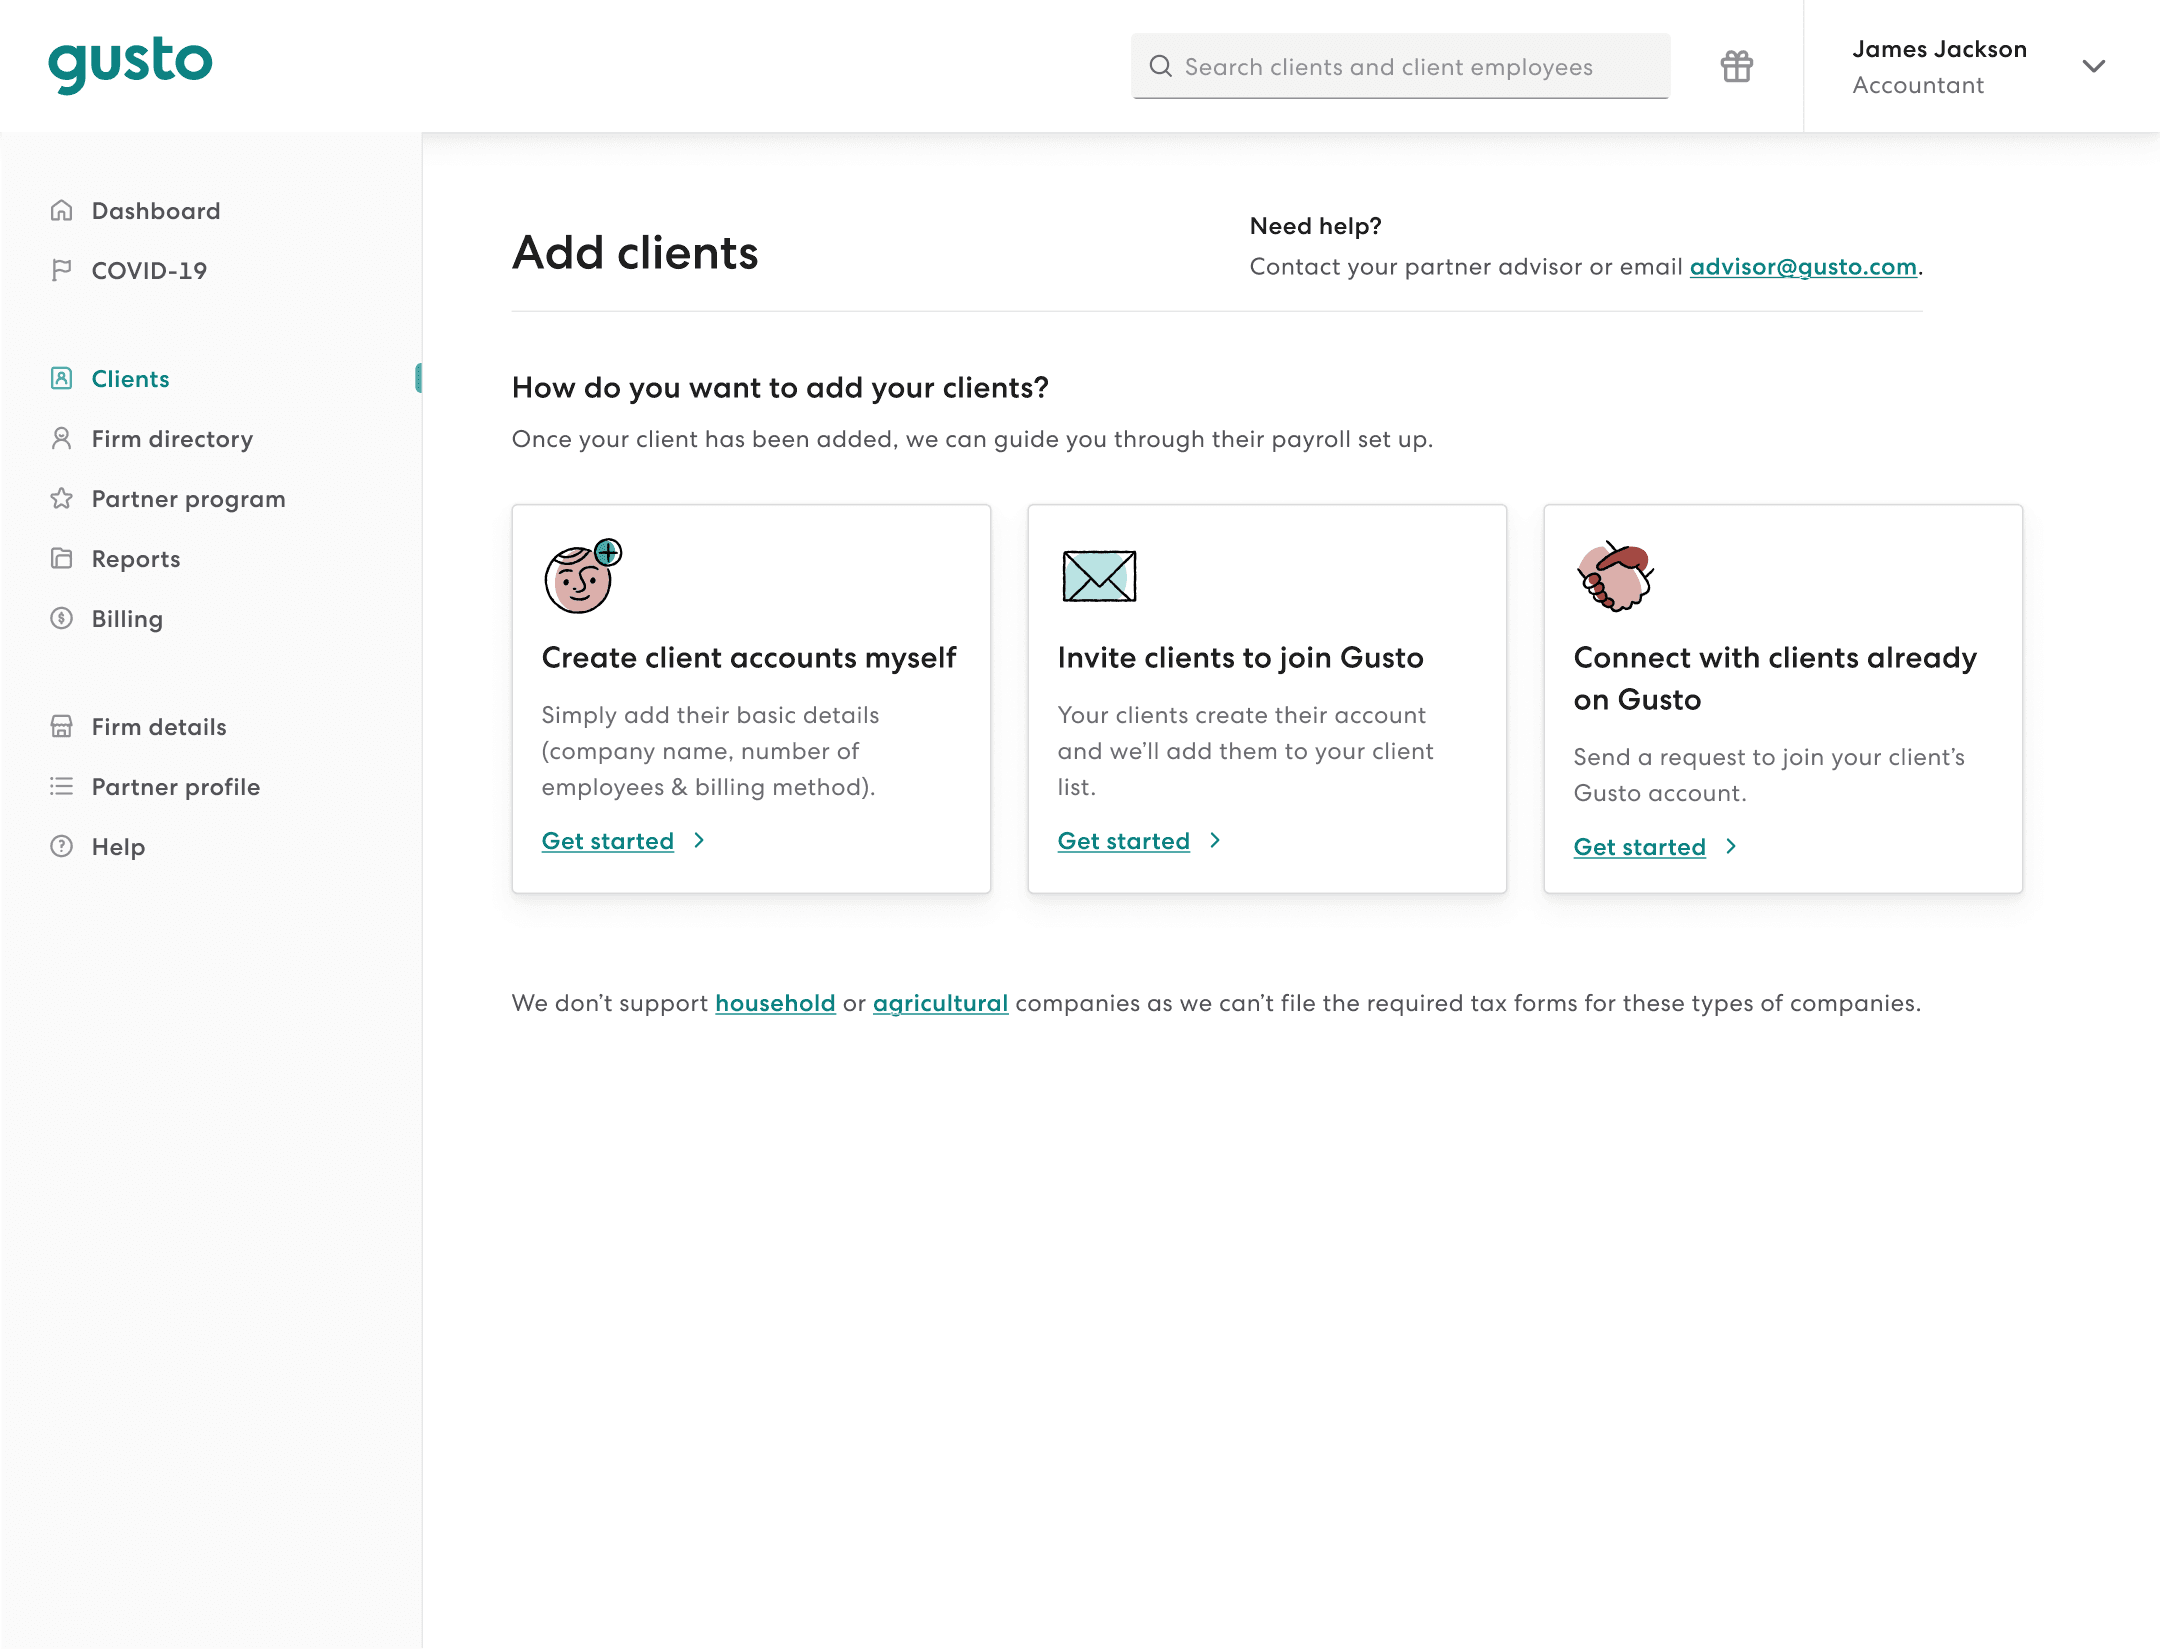 gusto
Search clients and client employees
James Jackson
Accountant
Dashboard
COVID-19
Clients
Firm directory
Partner program
Reports
Billing
Firm details
Partner profile
Help
Add clients
Need help?
Contact your partner advisor or email advisor@gusto.com.
How do you want to add your clients?
Once your client has been added, we can guide you through their payroll set up.
Create client accounts myself
Simply add their basic details
(company name, number of
employees & billing method).
Get started
Invite clients to join Gusto
Your clients create their account
and we’ll add them to your client
list.
Get started
Connect with clients already
on Gusto
Send a request to join your client’s
Gusto account.
Get started
We don’t support household or agricultural companies as we can’t file the required tax forms for these types of companies.